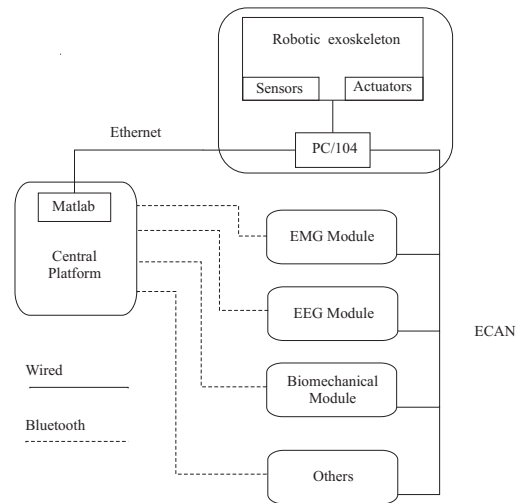 Robotic exoskeleton
Sensors
Actuators
Ethernet
PC/104
Matlab
Central
Platform
EMG Module
EEG Module
ECAN
Wired
Biomechanical
Module
Bluetooth
Others